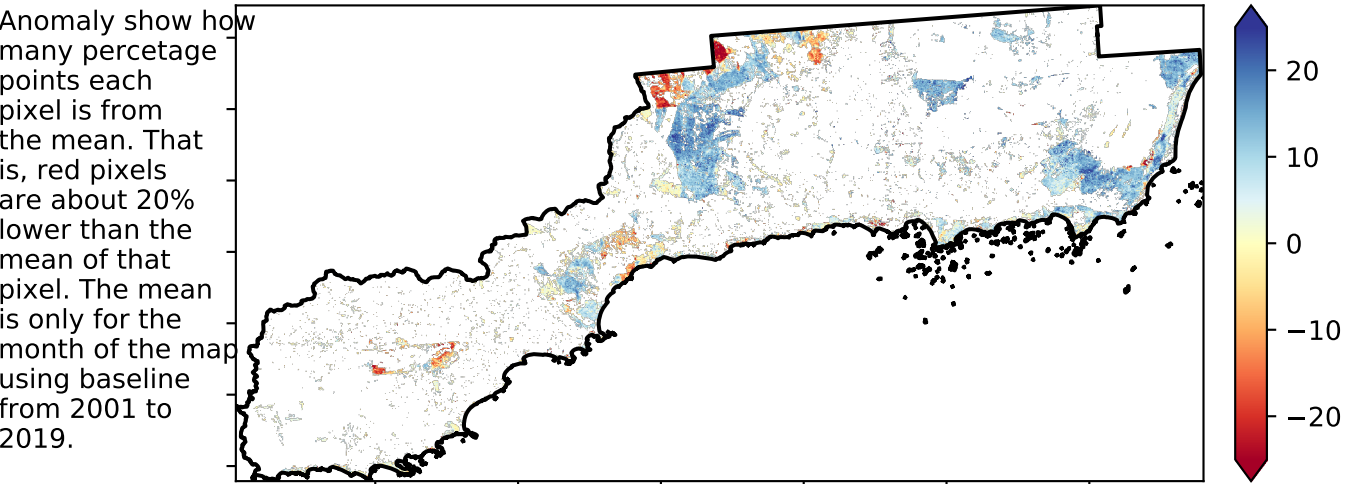 Anomaly show how
many percetage
points each
pixel is from
the mean. That
is, red pixels
are about 20%
lower than the
mean of that
pixel. The mean
is only for the
month of the map
using baseline
from 2001 to
2019.
20
10
0
−10
−20